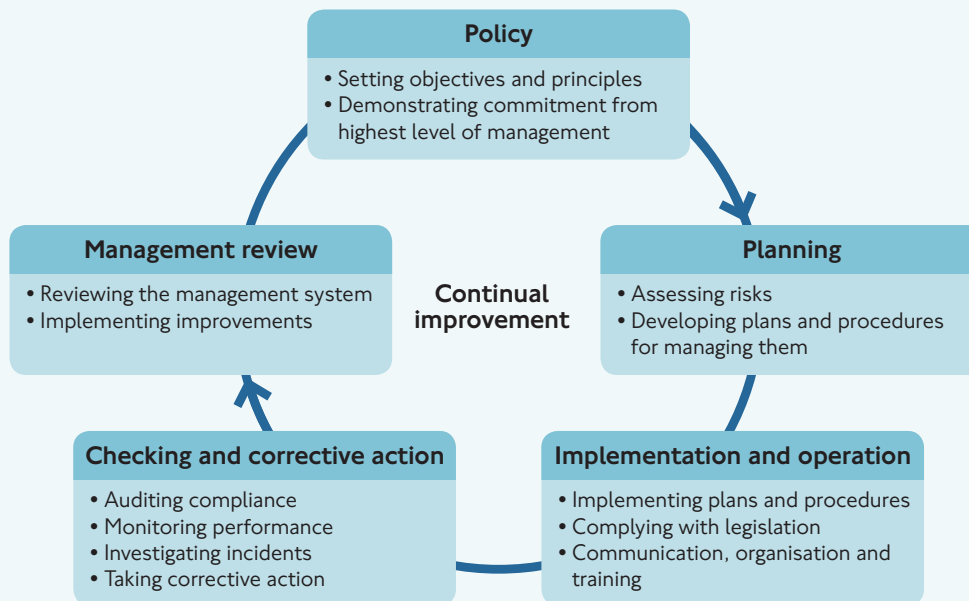 Policy
• Setting objectives and principles
• Demonstrating commitment from
highest level of management
Management review
• Reviewing the management system
• Implementing improvements
Continual
improvement
Planning
• Assessing risks
• Developing plans and procedures
for managing them
Checking and corrective action
• Auditing compliance
• Monitoring performance
• Investigating incidents
• Taking corrective action
Implementation and operation
• Implementing plans and procedures
• Complying with legislation
• Communication, organisation and
training